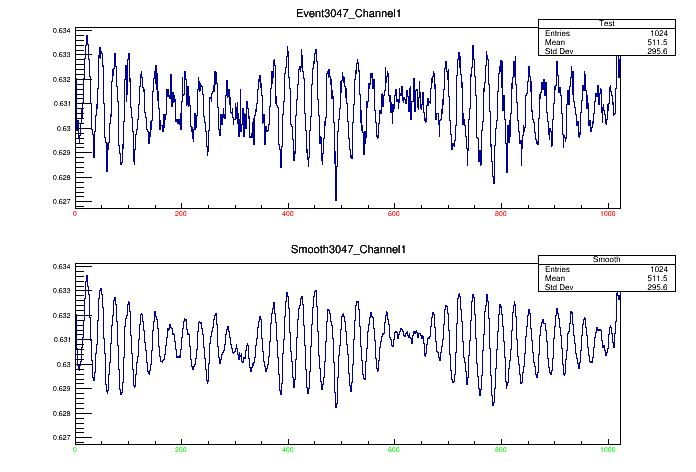 Event3047_Channel1
Test
Entries 1024
Mean 511.5
Std Dev 295.6
0.634
0.633
0.632
0.631
0.63
0.629
0.628
0.627
0 200 400 600 800 1000
Smooth3047_Channel1
Smooth
Entries 1024
Mean 511.5
Std Dev 295.6
0.634
0.633
0.632
0.631
0.63
0.629
0.628
0.627
0 200 400 600 800 1000